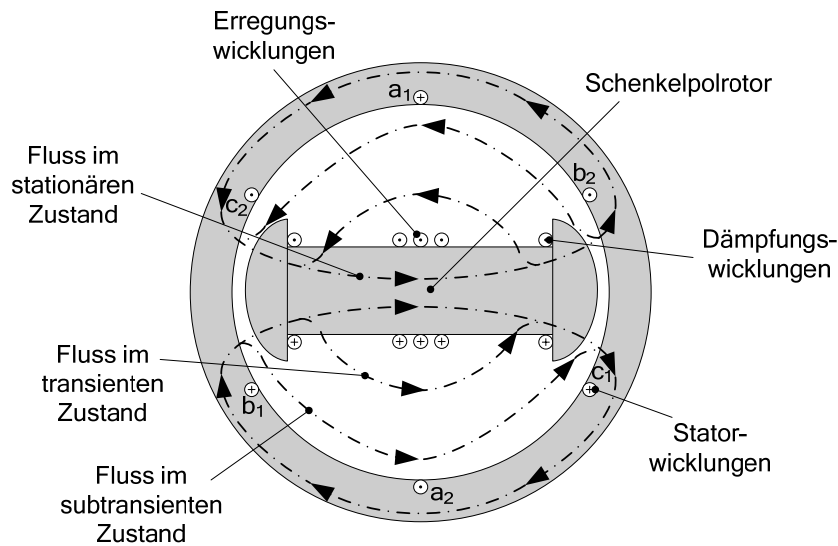 Erregungs-
wicklungen
Schenkelpolrotor
a1
Fluss im
stationären
Zustand
b2
c2
Dämpfungs-
wicklungen
Fluss im
transienten
Zustand
c1
b1
Stator-
wicklungen
Fluss im
subtransienten
Zustand
a2